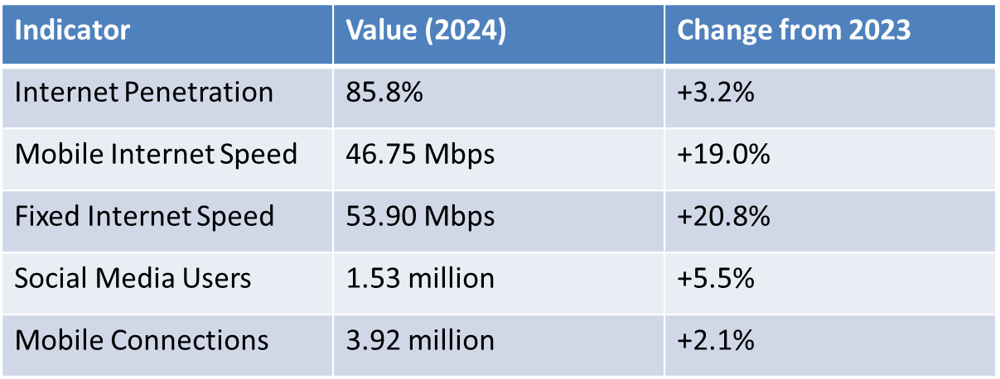 Indicator Value (2024) Change from 2023
Internet Penetration 85.8% +3.2%
Mobile Internet Speed 46.75 Mbps +19.0%
Fixed Internet Speed 53.90 Mbps +20.8%
Social Media Users 1.53 million +5.5%
Mobile Connections 3.92 million +2.1%